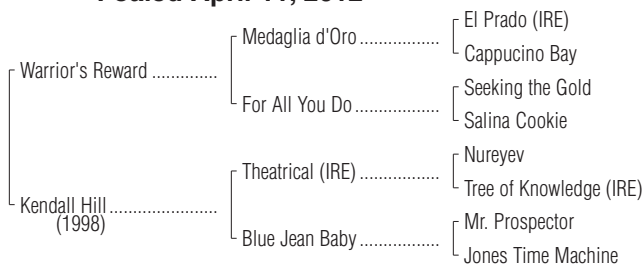 Foaled April 11, 2012
El Prado (IRE)
Medaglia d'Oro ................
Cappucino Bay
Warrior's Reward .............
Seeking the Gold
For All You Do ...................
Salina Cookie
Nureyev
Theatrical (IRE) ..................
Tree of Knowledge (IRE)
Kendall Hill.........................
(1998)
Mr. Prospector
Blue Jean Baby ..................
Jones Time Machine